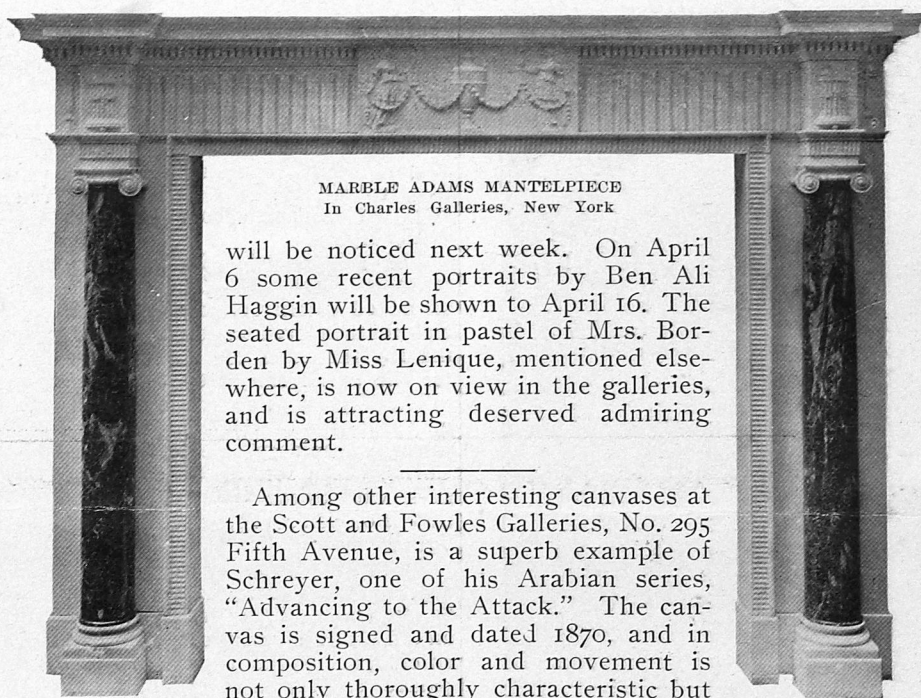 MARBLE ADAMS MANTELPIECE
In Charles Galleries, New York
will be noticed next week. On April
6 some recent portraits by Ben Ali
Haggin will be shown to April 16. The
seated portrait in pastel of Mrs. Bor-
den by Miss Lenique, mentioned else-
where, is now on view in the galleries,
and is attracting deserved admiring
comment.
Among other interesting canvases at
the Scott and Fowles Galleries, No. 295
Fifth Avenue, is a superb example of
Schreyer, one of his Arabian series,
"Advancing to the Attack." The can-
vas is signed and dated 1870, and in
composition, color and movement is
not only thoroughly characteristic but